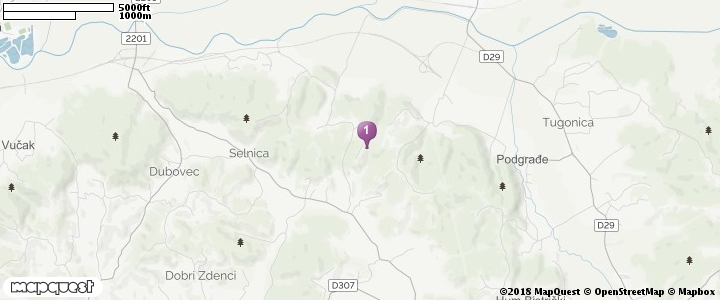 2203
5000ft
1000m
2201
D29
1
Tugonica
Vučak
Selnica
Dubovec
Podgrađe
D29
Dobri Zdenci
D307
Hum Bistrički
mapquest
©2018 MapQuest © OpenStreetMap © Mapbox